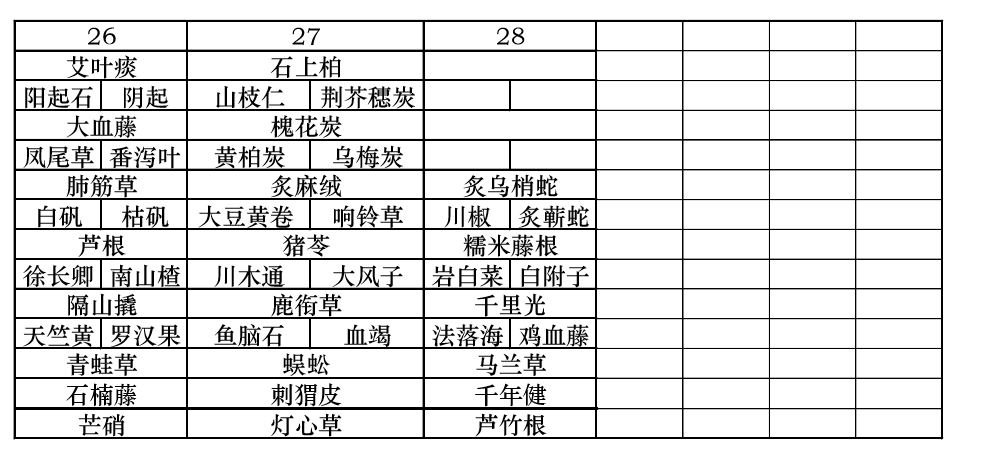 26 27 28
艾叶痰 石上柏
阳起石 阴起 山枝仁 荆芥穗炭
大血藤 槐花炭
凤尾草 番泻叶 黄柏炭 乌梅炭
肺筋草 炙麻绒 炙乌梢蛇
白矾 枯矾 大豆黄卷 响铃草 川椒 炙蕲蛇
芦根 猪苓 糯米藤根
徐长卿 南山楂 川木通 大风子 岩白菜 白附子
隔山撬 鹿衔草 千里光
天竺黄 罗汉果 鱼脑石 血竭 法落海 鸡血藤
青蛙草 蜈蚣 马兰草
石楠藤 刺猬皮 千年健
芒硝 灯心草 芦竹根